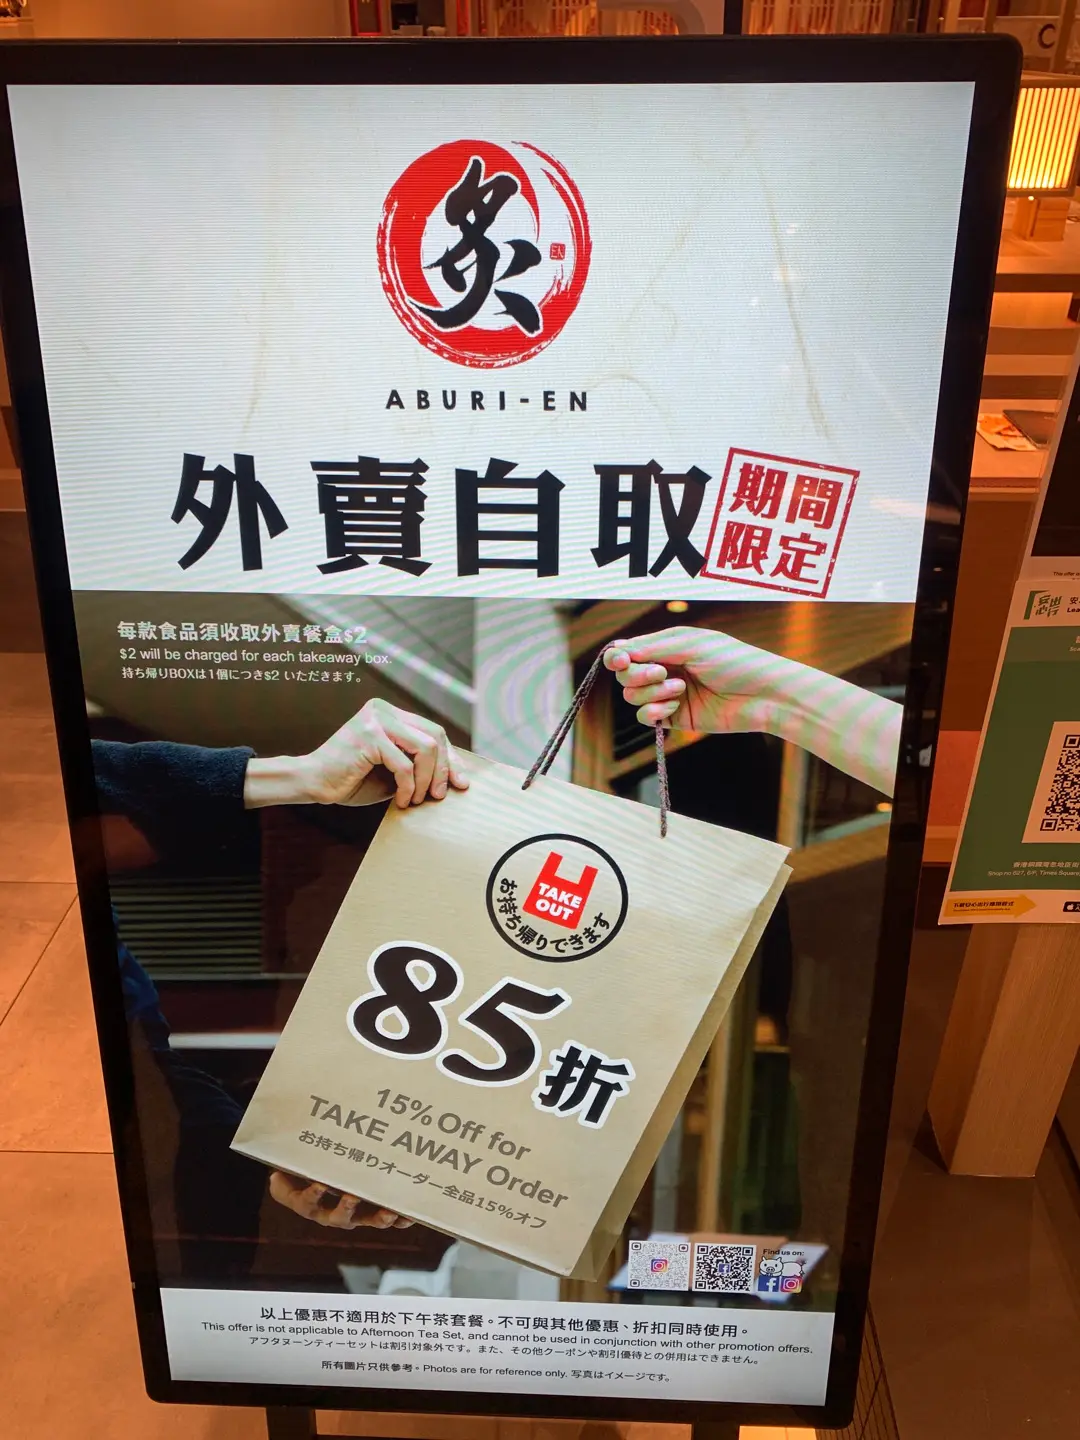 炙
ABURI-EN
外賣自取
期間
限定
每款食品須收取外賣餐盒$2
$2 will be charged for each takeaway box.
持ち帰りBOXは1個につき$2 いただきます。
TAKE
OUT
お持ち帰りできます
85折
15% Off for
TAKE AWAY Order
お持ち帰りオーダー全品15%オフ
Find us on:
以上優惠不適用於下午茶套餐。不可與其他優惠、折扣同時使用。
This offer is not applicable to Afternoon Tea Set, and cannot be used in conjunction with other promotion offers.
アフタヌーンティーセットは割引対象外です。また、その他クーポンや割引優待との併用はできません。
所有圖片只供參考。Photos are for reference only. 写真はイメージです。
C
The offer
安
Lea
Shop no 527, 6/F, Times Square